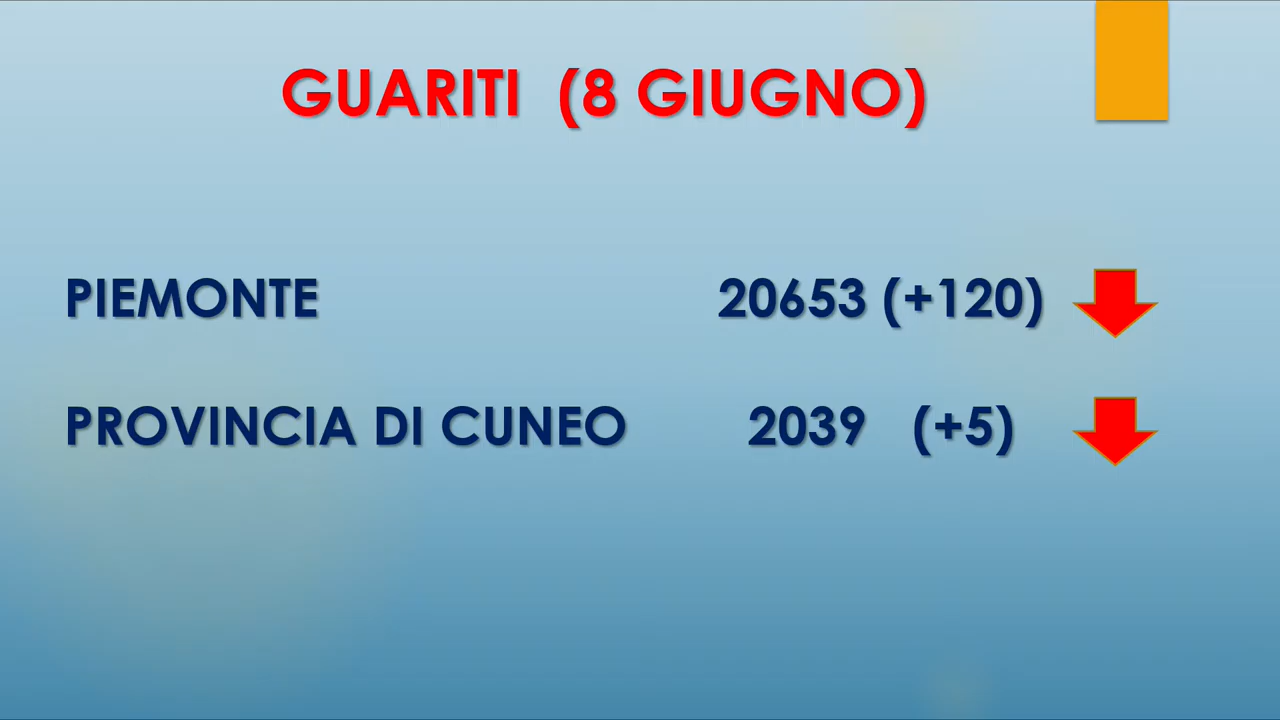 GUARITI (8 GIUGNO)
PIEMONTE 20653 (+120)
PROVINCIA DI CUNEO 2039 (+5)